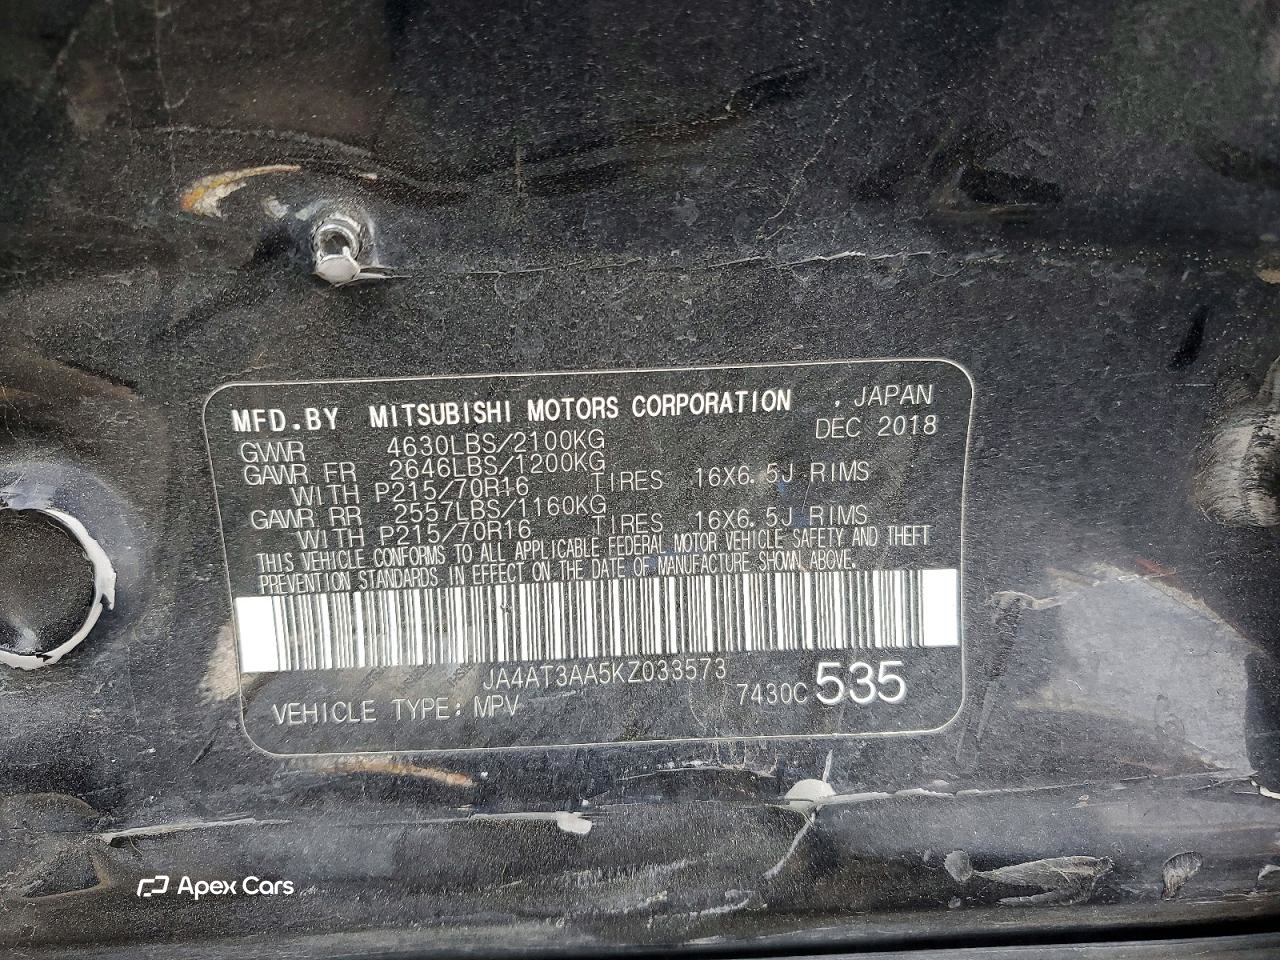 MFD.BY MITSUBISHI MOTORS CORPORATION , JAPAN
GVWR 4630LBS/2100KG DEC 2018
GAWR FR 2646LBS/1200KG
WITH P215/70R16 TIRES 16X6.5J RIMS
GAWR RR 2557LBS/1160KG
WITH P215/70R16 TIRES 16X6.5J RIMS
THIS VEHICLE CONFORMS TO ALL APPLICABLE FEDERAL MOTOR VEHICLE SAFETY AND THEFT
PREVENTION STANDARDS IN EFFECT ON THE DATE OF MANUFACTURE SHOWN ABOVE.
JA4AT3AA5KZ033573
VEHICLE TYPE: MPV 7430C 535
Apex Cars